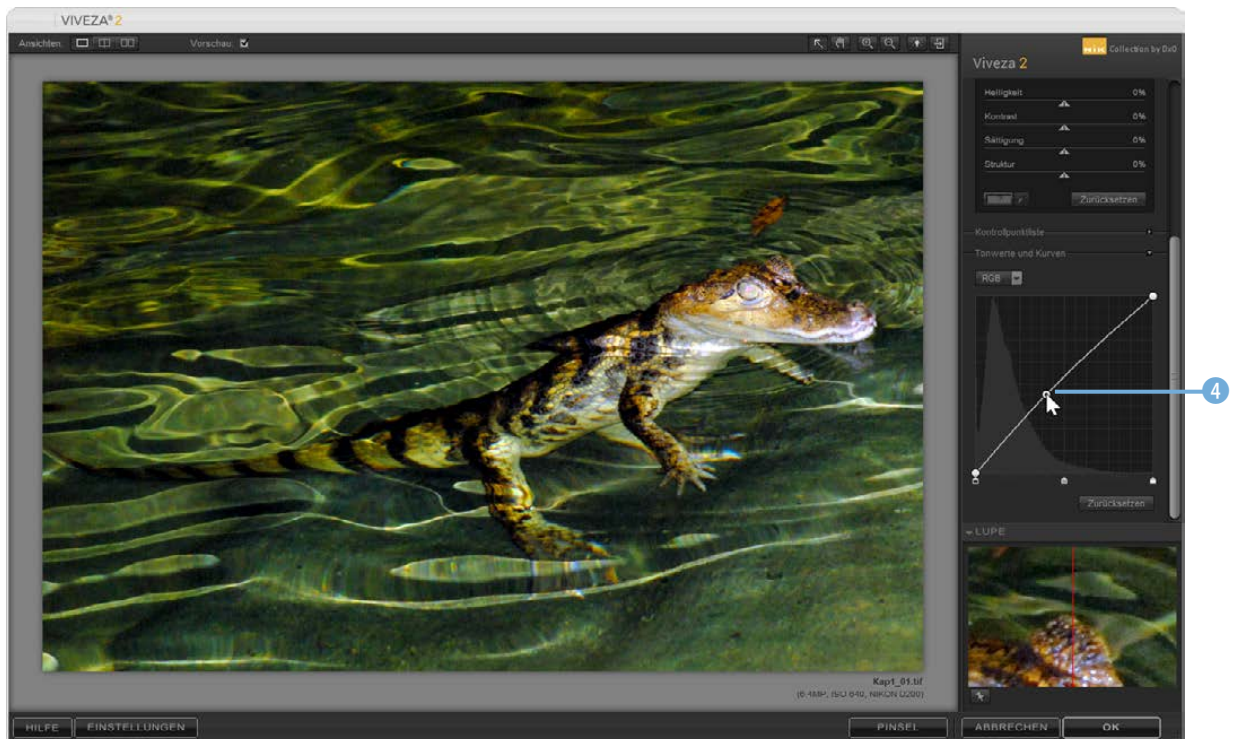 VIVEZA® 2
Ansichten: Vorschau:
Nik Collection by DxO
Viveza 2
Helligkeit 0%
Kontrast 0%
Sättigung 0%
Struktur 0%
Zurücksetzen
Kontrollpunktliste
Tonwerte und Kurven
RGB
4
Zurücksetzen
LUPE
Kap1_01.tif
(6.4MP, ISO 640, NIKON D200)
HILFE EINSTELLUNGEN PINSEL ABBRECHEN OK